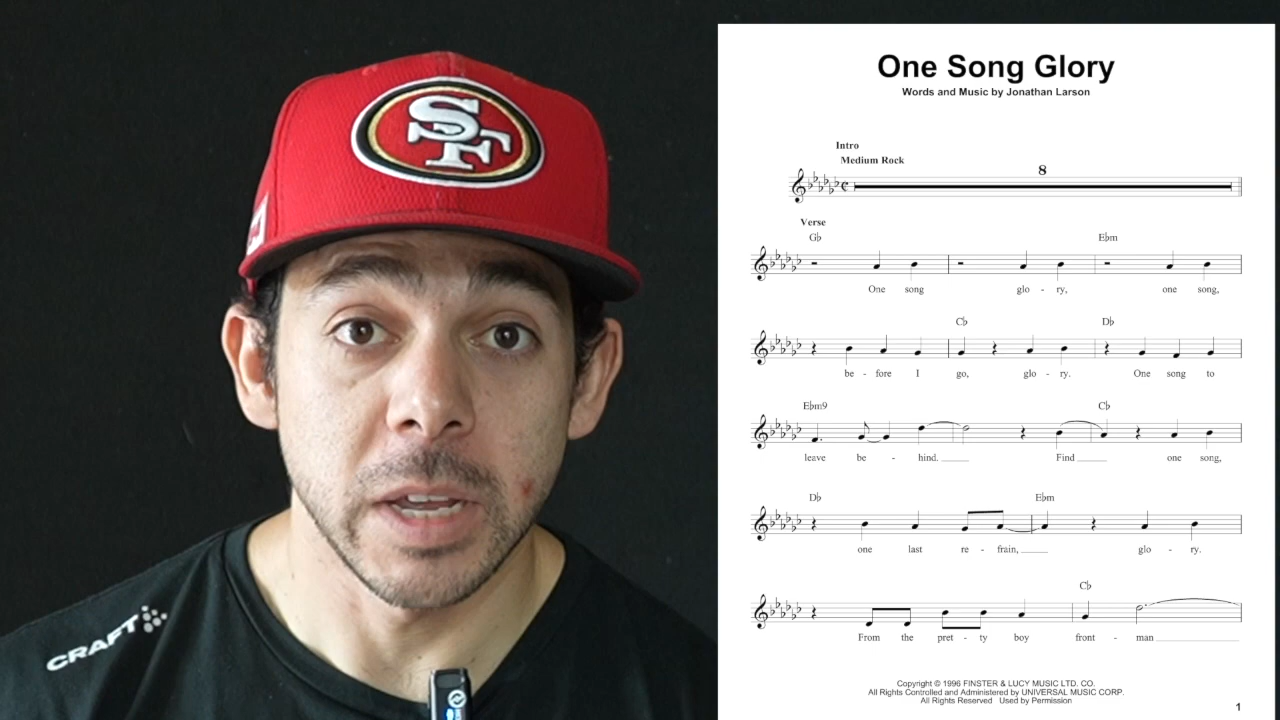 SF
CRAFT
One Song Glory
Words and Music by Jonathan Larson
Intro
Medium Rock
8
Verse
G♭ E♭m
One song glo - ry, one song,
C♭ D♭
be - fore I go, glo - ry. One song to
E♭m9 C♭
leave be - hind. Find one song,
D♭ E♭m
one last re - frain, glo - ry.
C♭
From the pret - ty boy front - man
Copyright © 1996 FINSTER & LUCY MUSIC LTD. CO.
All Rights Controlled and Administered by UNIVERSAL MUSIC CORP.
All Rights Reserved Used by Permission
1